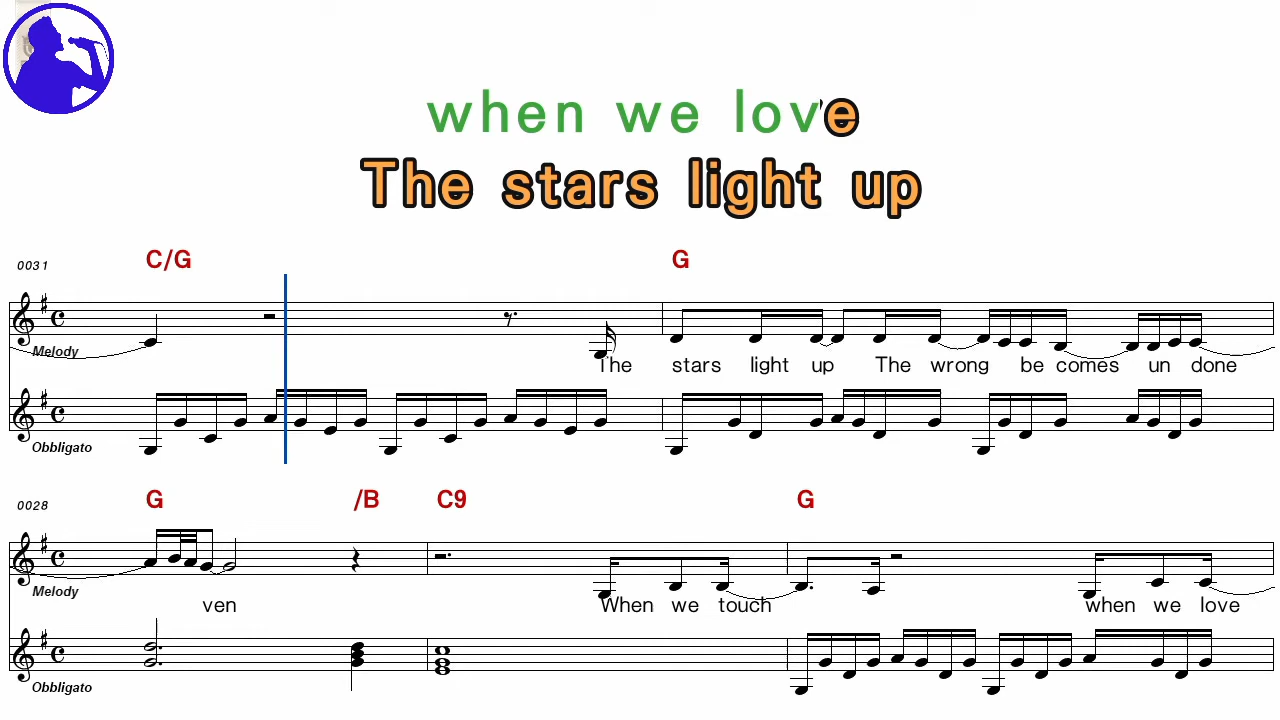 when we love
The stars light up
0031 C/G G
Melody
The stars light up The wrong be comes un done
Obbligato
0028 G /B C9 G
Melody
ven When we touch when we love
Obbligato